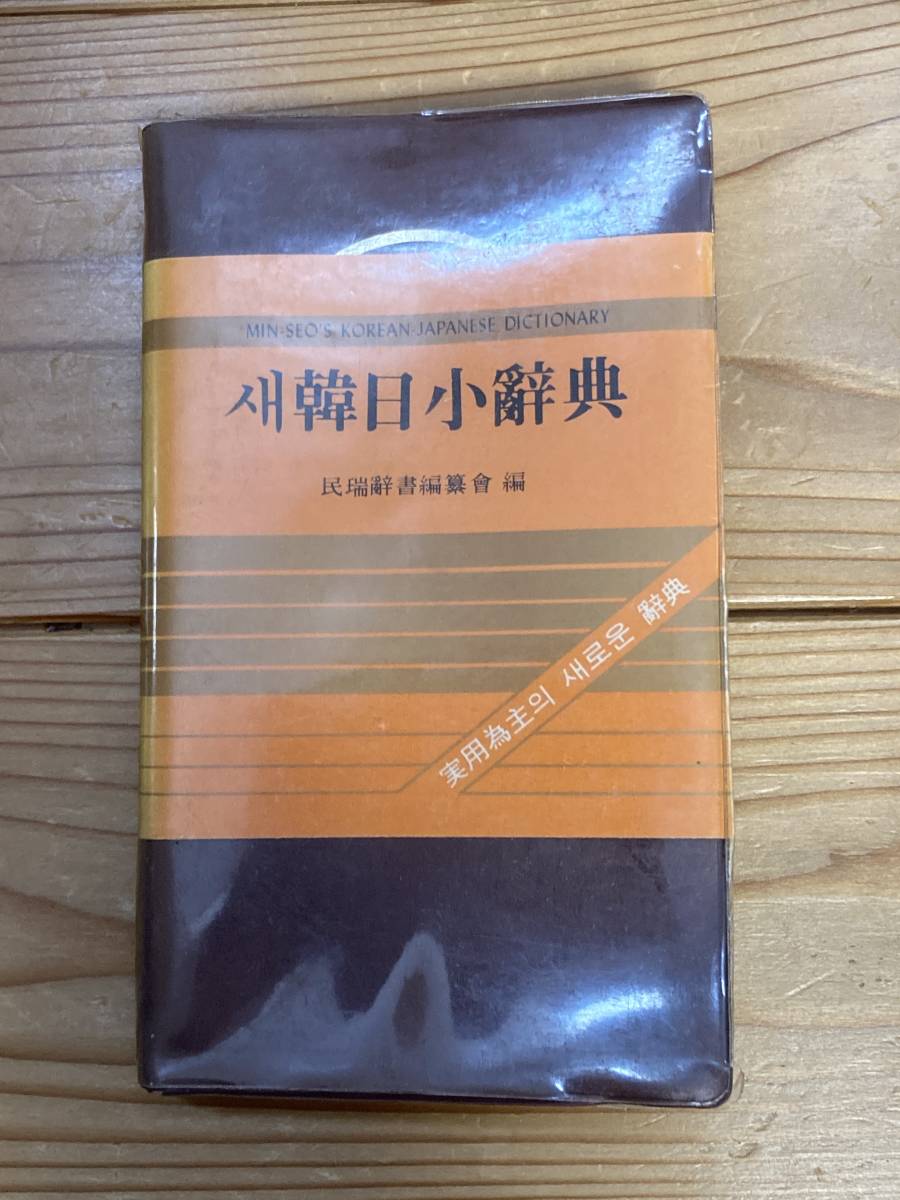 MIN-SEO'S KOREAN-JAPANESE DICTIONARY
새韓日小辭典
民瑞辭書編纂會 編
実用為主의 새로운 辭典